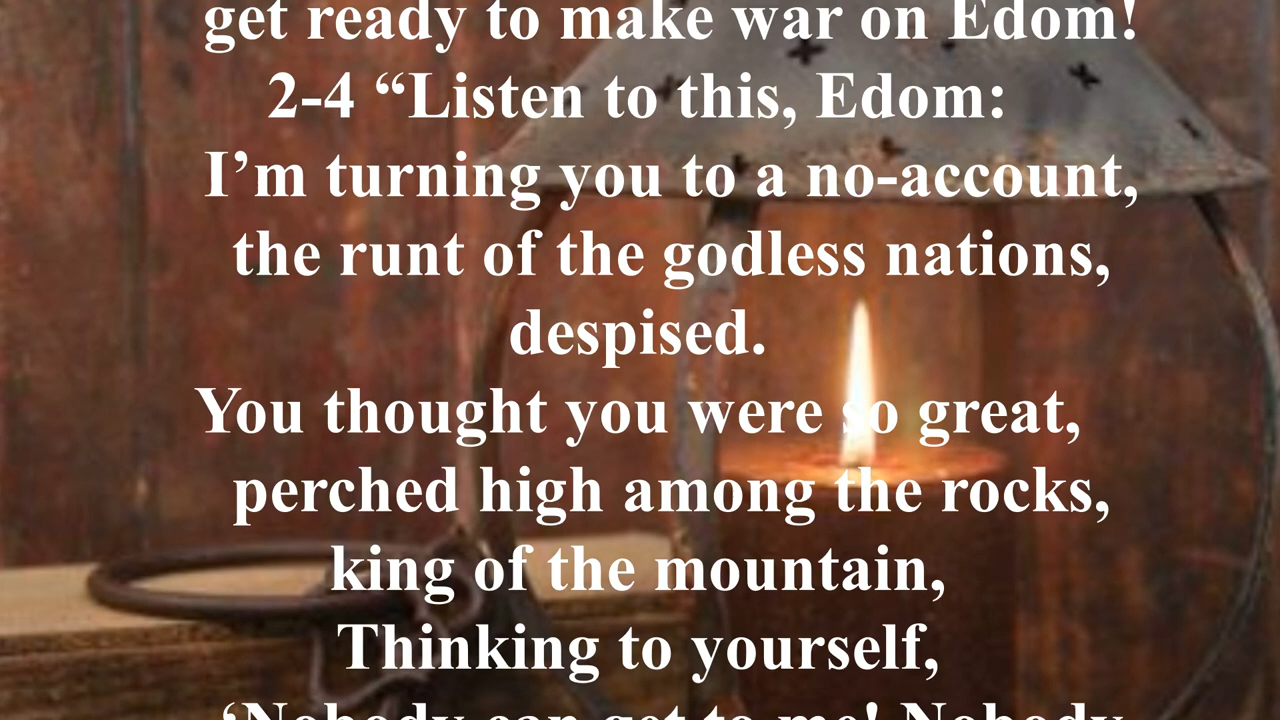 get ready to make war on Edom!
2-4 “Listen to this, Edom:
I’m turning you to a no-account,
the runt of the godless nations,
despised.
You thought you were so great,
perched high among the rocks,
king of the mountain,
Thinking to yourself,
‘Nobody can get to me! Nobody